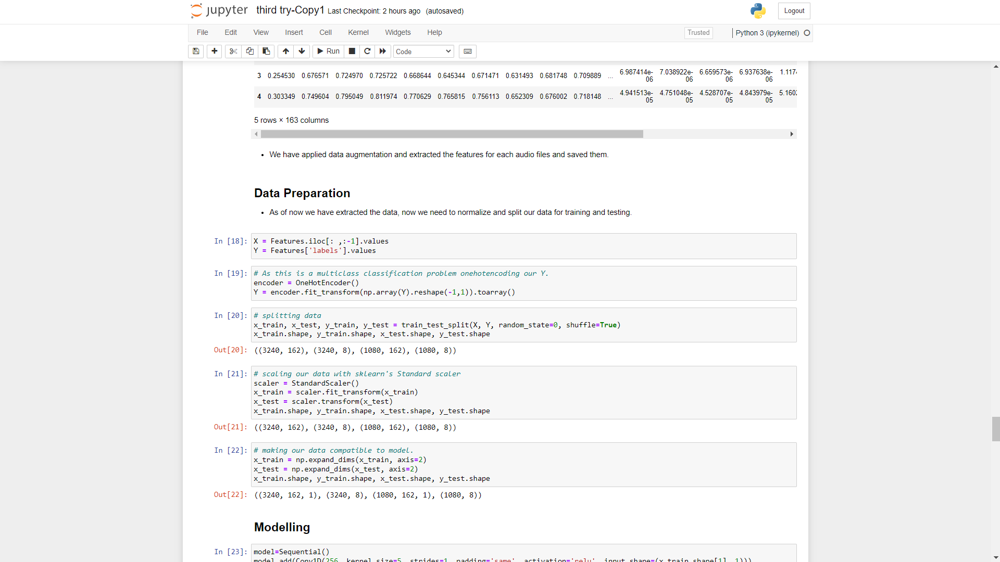 jupyter third try-Copy1 Last Checkpoint: 2 hours ago (autosaved) Logout
File Edit View Insert Cell Kernel Widgets Help Trusted Python 3 (ipykernel)
Run Code
3 0.254530 0.676571 0.724970 0.725722 0.668644 0.645344 0.671471 0.631493 0.681748 0.709889 ... 6.987414e-06 7.038922e-06 6.659573e-06 6.937638e-06 1.117
4 0.303349 0.749604 0.795049 0.811974 0.770629 0.765815 0.756113 0.652309 0.676002 0.718148 ... 4.941513e-05 4.751048e-05 4.528707e-05 4.843979e-05 5.160
5 rows × 163 columns
• We have applied data augmentation and extracted the features for each audio files and saved them.
Data Preparation
• As of now we have extracted the data, now we need to normalize and split our data for training and testing.
In [18]: X = Features.iloc[: ,:-1].values
Y = Features['labels'].values
In [19]: # As this is a multiclass classification problem onehotencoding our Y.
encoder = OneHotEncoder()
Y = encoder.fit_transform(np.array(Y).reshape(-1,1)).toarray()
In [20]: # splitting data
x_train, x_test, y_train, y_test = train_test_split(X, Y, random_state=0, shuffle=True)
x_train.shape, y_train.shape, x_test.shape, y_test.shape
Out[20]: ((3240, 162), (3240, 8), (1080, 162), (1080, 8))
In [21]: # scaling our data with sklearn's Standard scaler
scaler = StandardScaler()
x_train = scaler.fit_transform(x_train)
x_test = scaler.transform(x_test)
x_train.shape, y_train.shape, x_test.shape, y_test.shape
Out[21]: ((3240, 162), (3240, 8), (1080, 162), (1080, 8))
In [22]: # making our data compatible to model.
x_train = np.expand_dims(x_train, axis=2)
x_test = np.expand_dims(x_test, axis=2)
x_train.shape, y_train.shape, x_test.shape, y_test.shape
Out[22]: ((3240, 162, 1), (3240, 8), (1080, 162, 1), (1080, 8))
Modelling
In [23]: model=Sequential()
model.add(Conv1D(256, kernel_size=5, strides=1, padding='same', activation='relu', input_shape=(x_train.shape[1], 1)))